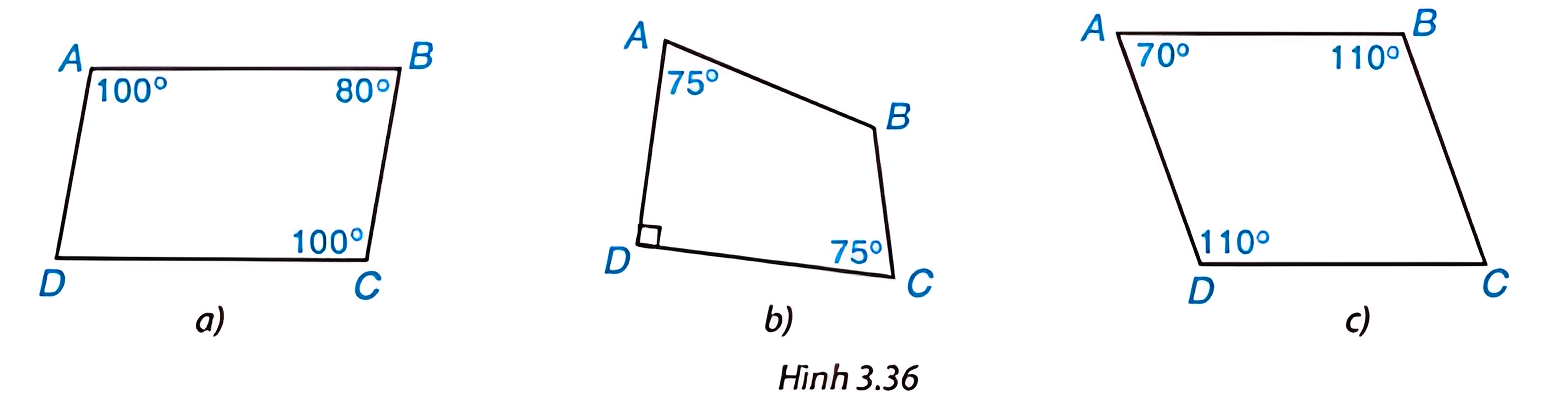 A B
100° 80°
100°
D C
a)
A
75°
B
75°
D C
b)
A B
70° 110°
110°
D C
c)
Hình 3.36